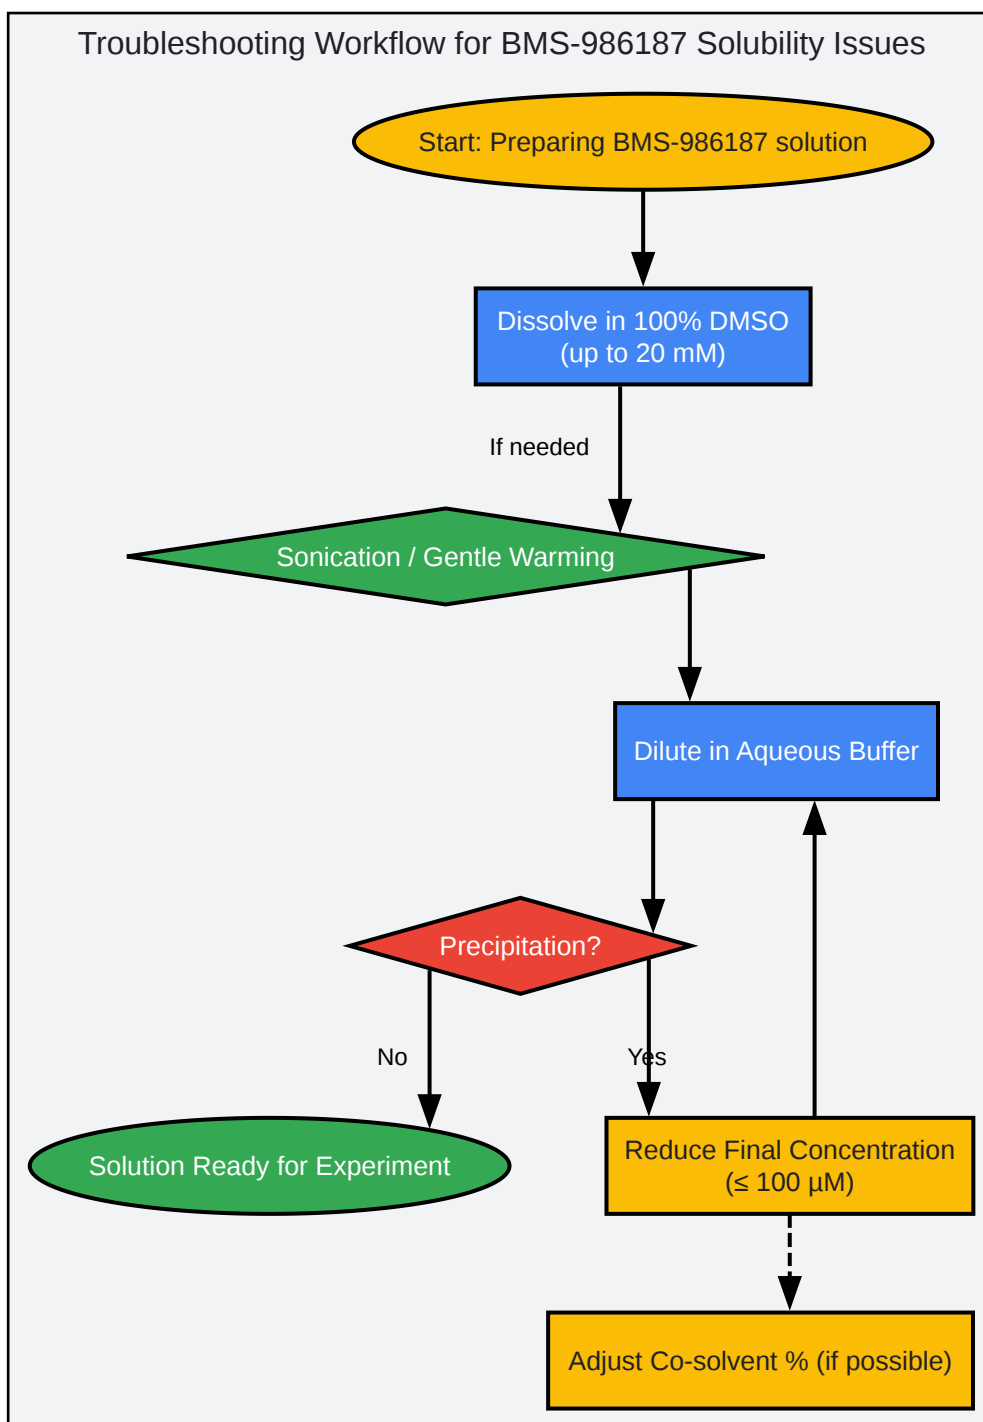 Troubleshooting Workflow for BMS-986187 Solubility Issues
Start: Preparing BMS-986187 solution
Dissolve in 100% DMSO
(up to 20 mM)
If needed
Sonication / Gentle Warming
Dilute in Aqueous Buffer
Precipitation?
No
Yes
Solution Ready for Experiment
Reduce Final Concentration
(≤ 100 µM)
Adjust Co-solvent % (if possible)